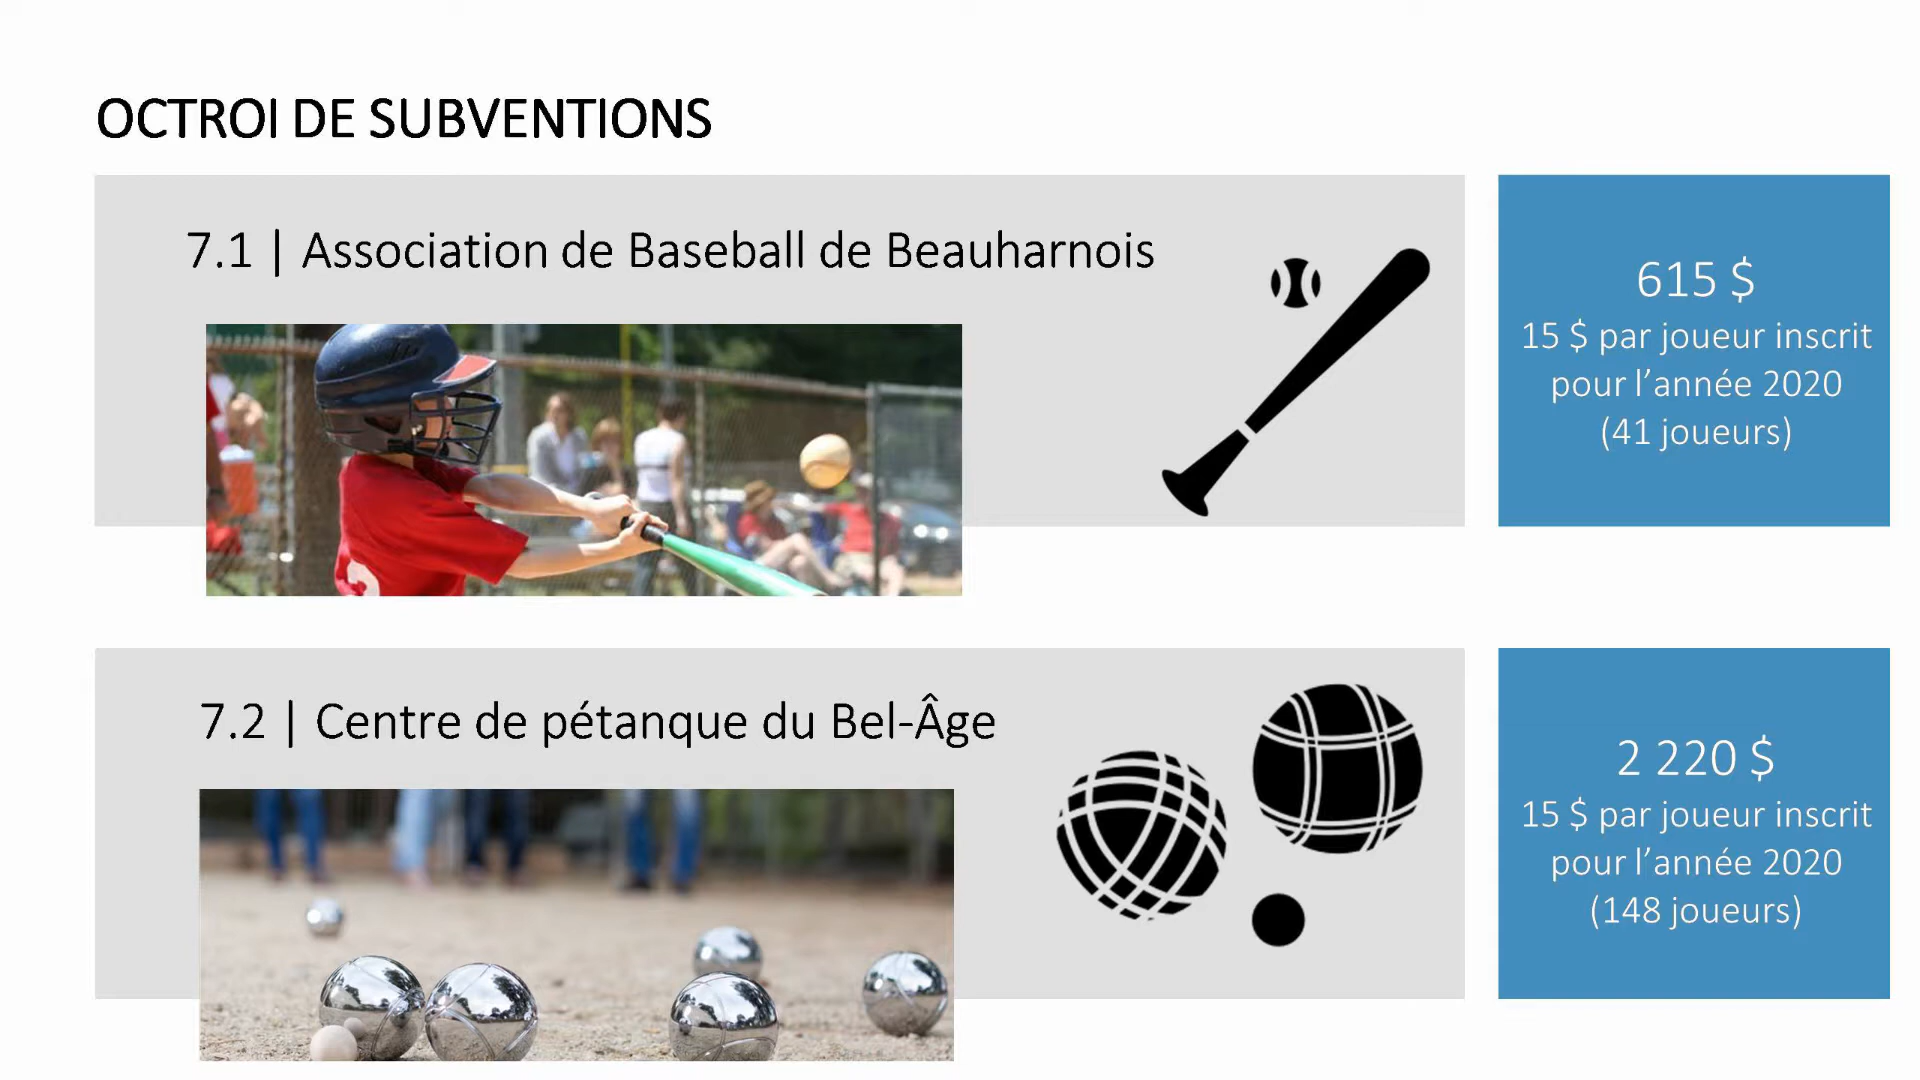 OCTROI DE SUBVENTIONS
7.1 | Association de Baseball de Beauharnois
615 $
15 $ par joueur inscrit
pour l’année 2020
(41 joueurs)
7.2 | Centre de pétanque du Bel-Âge
2 220 $
15 $ par joueur inscrit
pour l’année 2020
(148 joueurs)